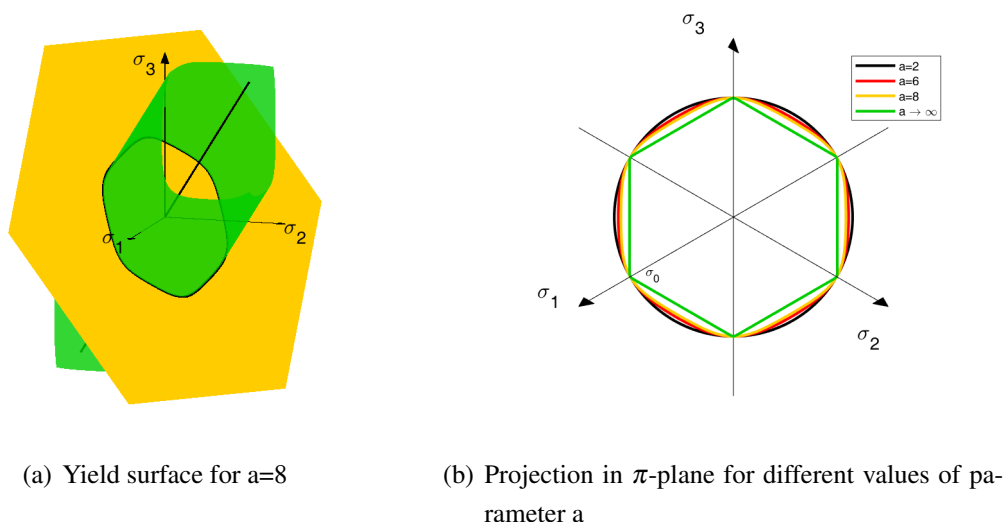 σ3
σ1
σ2
σ3
a=2
a=6
a=8
a → ∞
σ0
σ1
σ2
(a) Yield surface for a=8
(b) Projection in π-plane for different values of pa-
rameter a